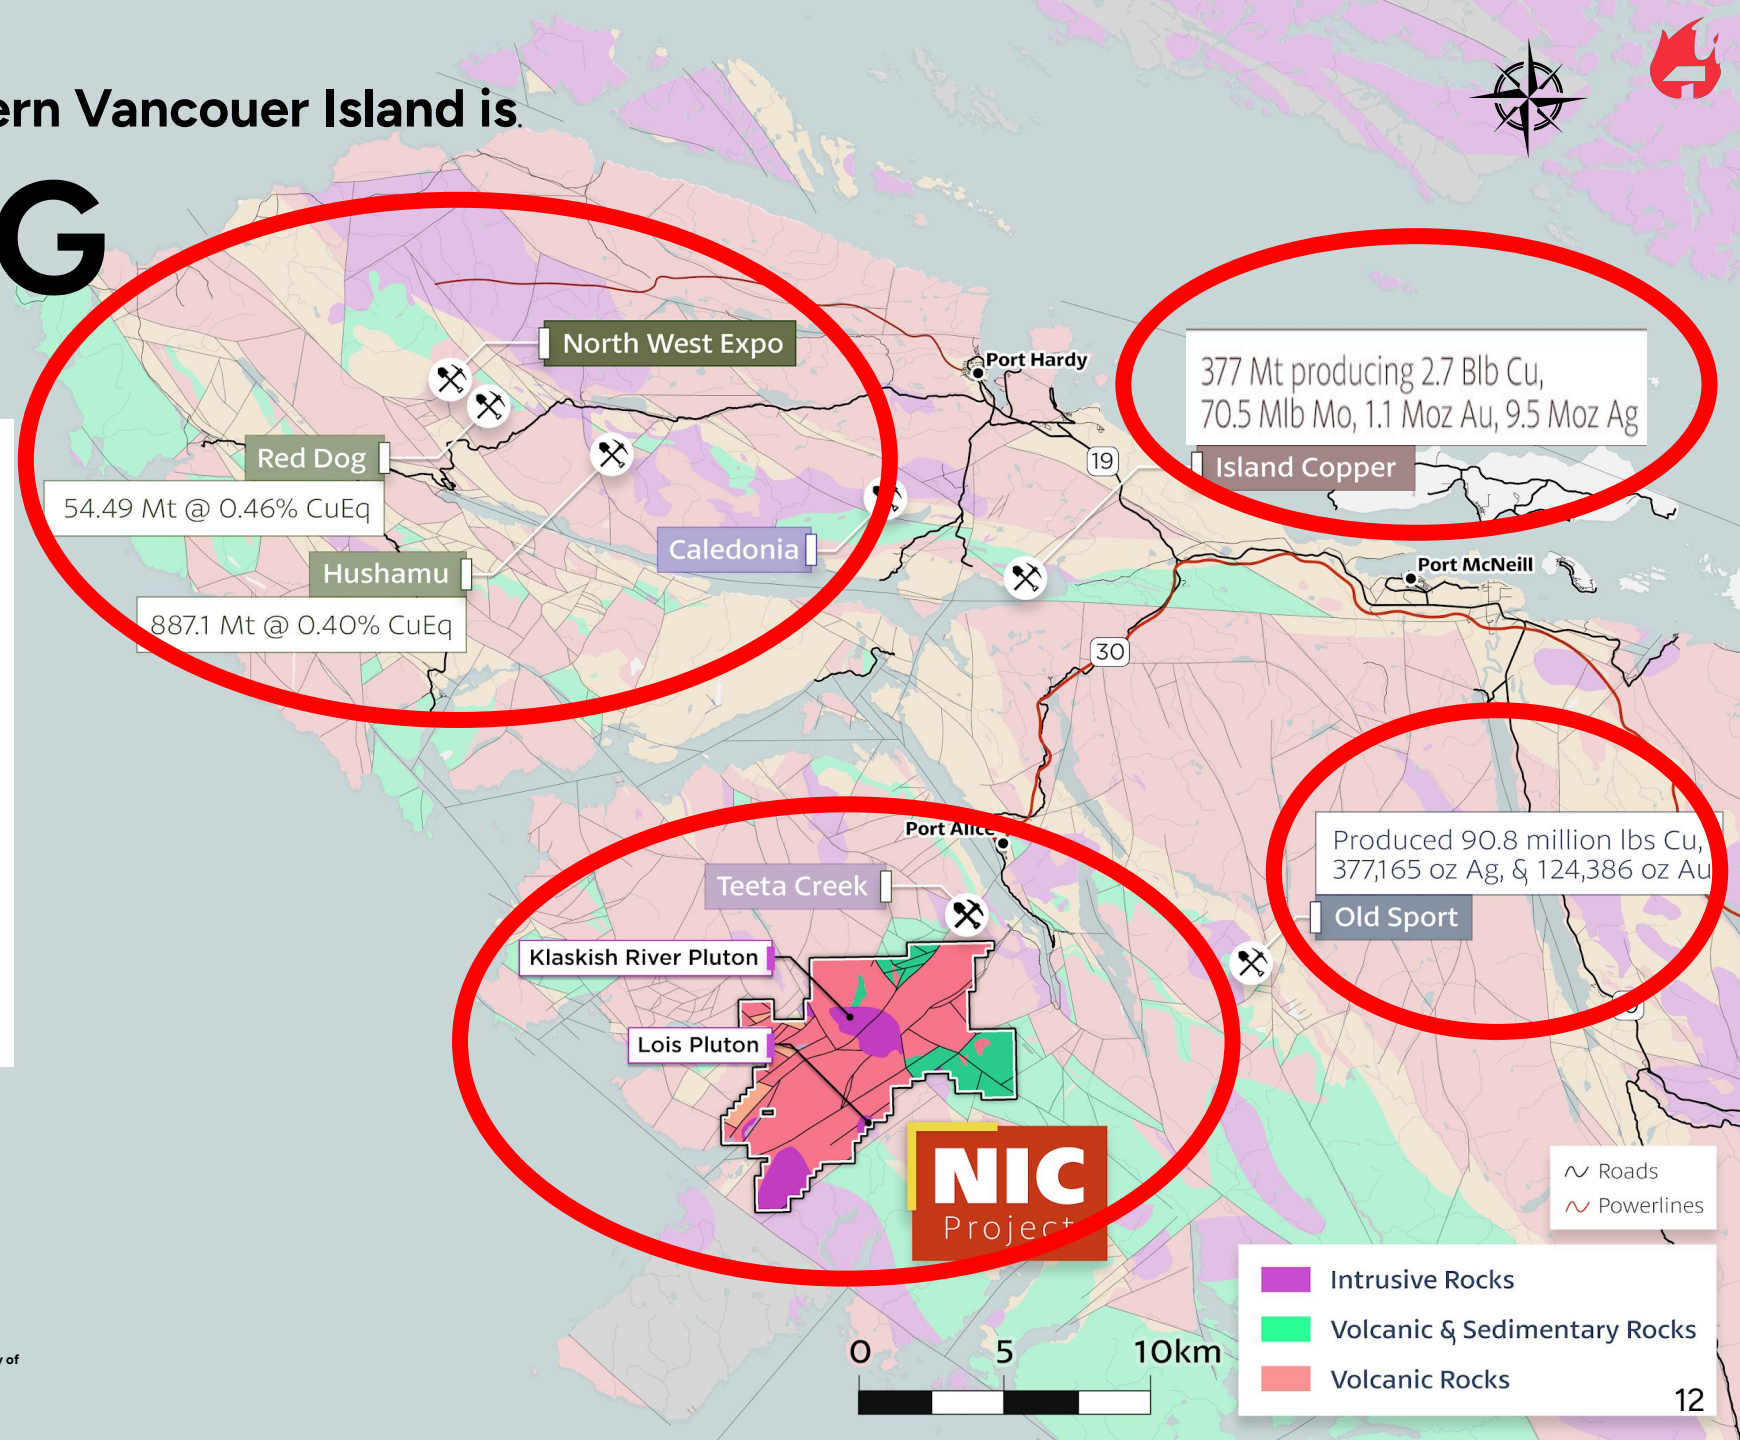 ern Vancouer Island is.
G
North West Expo
Port Hardy
377 Mt producing 2.7 Blb Cu,
70.5 Mlb Mo, 1.1 Moz Au, 9.5 Moz Ag
Island Copper
19
Red Dog
54.49 Mt @ 0.46% CuEq
Caledonia
Hushamu
887.1 Mt @ 0.40% CuEq
Port McNeill
30
Port Alice
Produced 90.8 million lbs Cu,
377,165 oz Ag, & 124,386 oz Au
Old Sport
Teeta Creek
Klaskish River Pluton
Lois Pluton
NIC
Project
Roads
Powerlines
Intrusive Rocks
Volcanic & Sedimentary Rocks
Volcanic Rocks
0 5 10km
12
y of